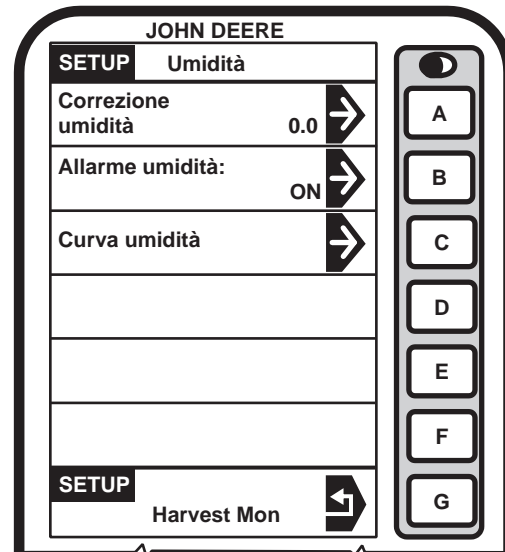 JOHN DEERE
SETUP Umidità
Correzione
umidità 0.0
A
Allarme umidità:
ON
B
Curva umidità
C
D
E
F
SETUP
Harvest Mon
G